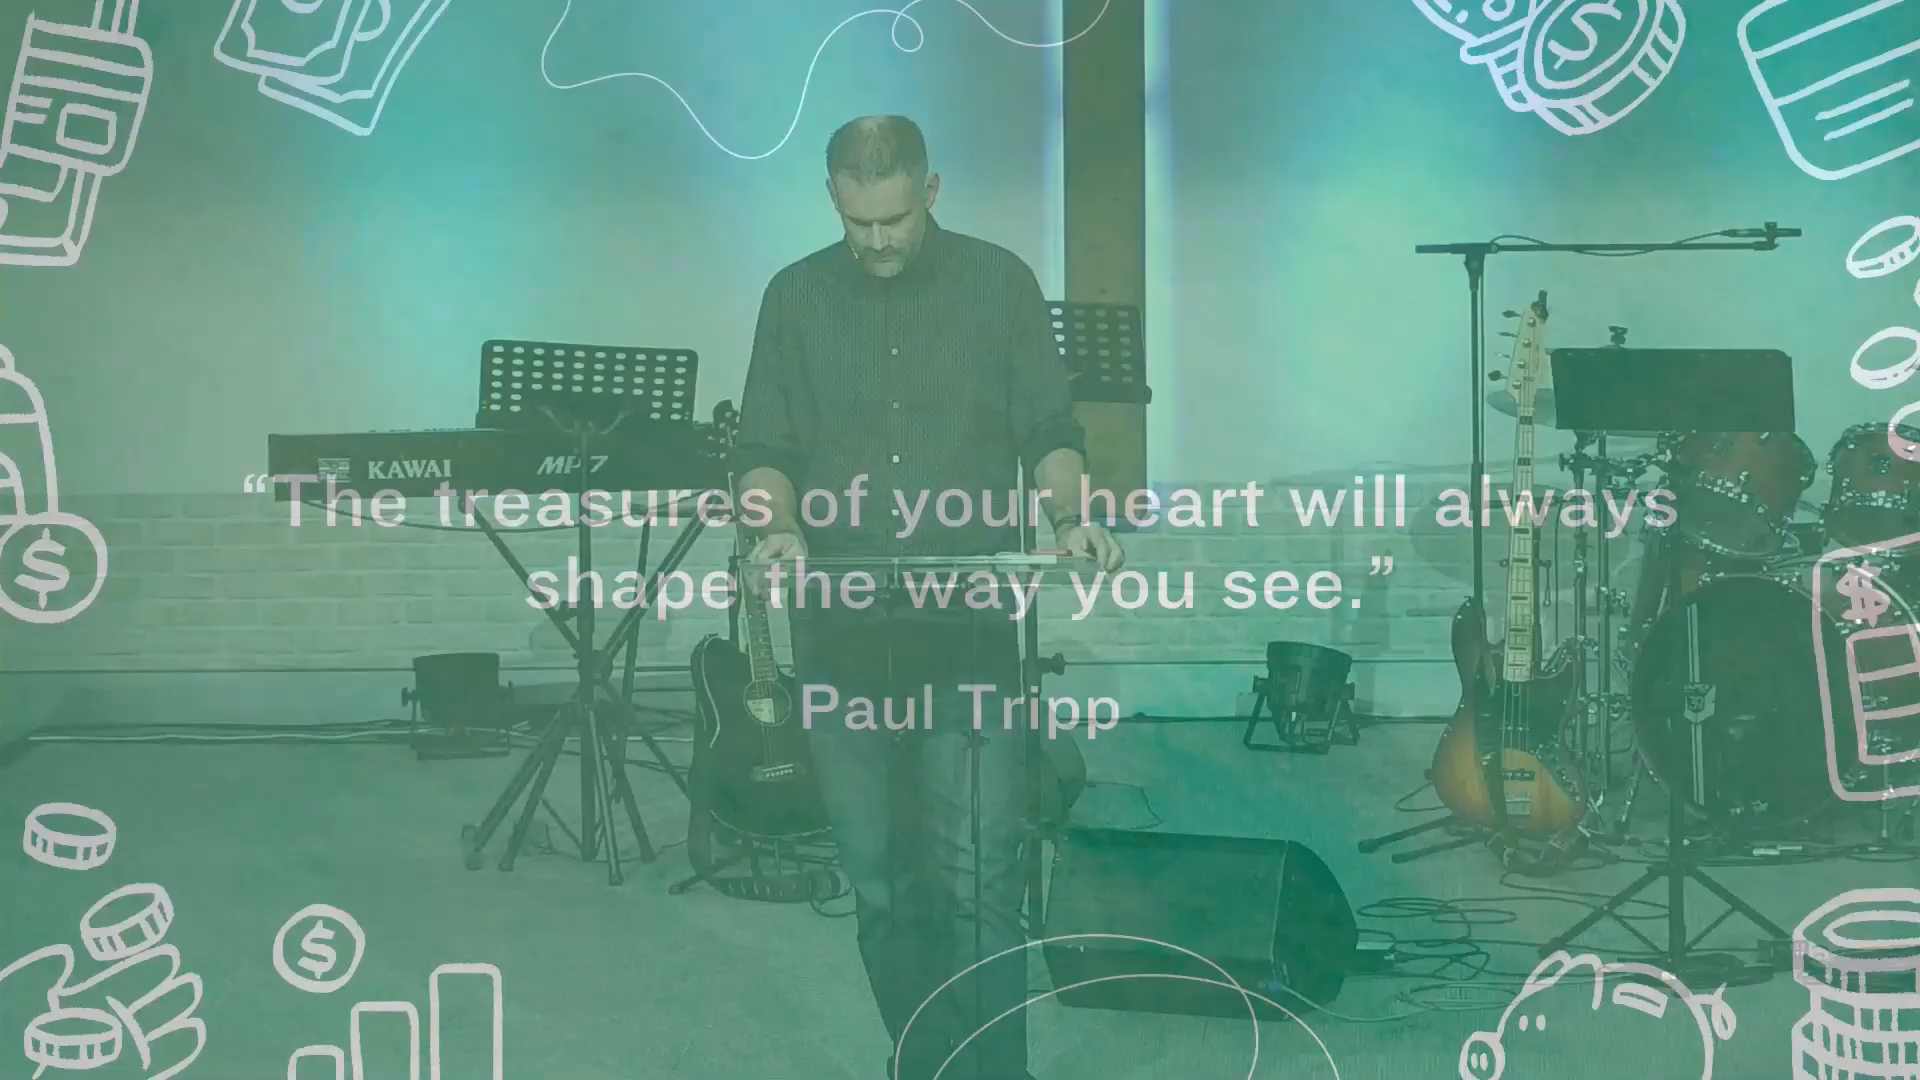 KAWAI MP7
“The treasures of your heart will always
shape the way you see.”
Paul Tripp